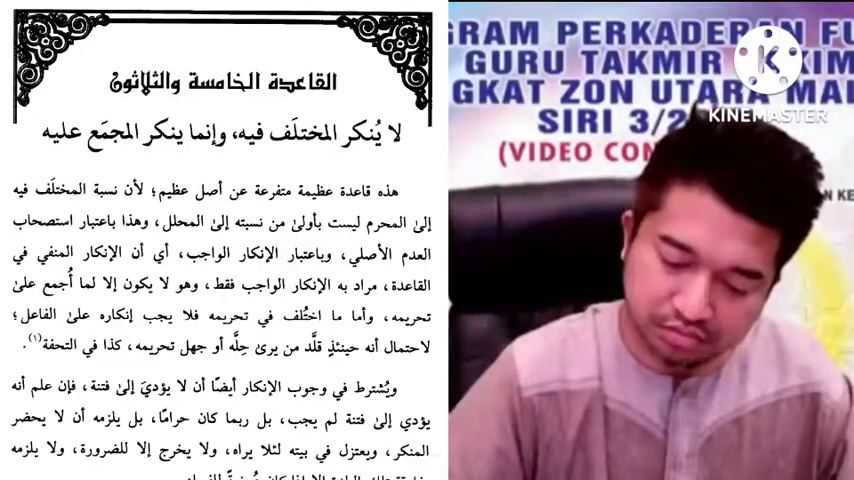 القاعدة الخامسة والثلاثون
لا يُنكر المختلَف فيه، وإنما ينكر المجمَع عليه
هذه قاعدة عظيمة متفرعة عن أصل عظيم؛ لأن نسبة المختلَف فيه
إلىٰ المحرم ليست بأولىٰ من نسبته إلىٰ المحلل، وهذا باعتبار استصحاب
العدم الأصلي، وباعتبار الإنكار الواجب، أي أن الإنكار المنفي في
القاعدة، مراد به الإنكار الواجب فقط، وهو لا يكون إلا لما أُجمع علىٰ
تحريمه، وأما ما اختُلف في تحريمه فلا يجب إنكاره علىٰ الفاعل؛
لاحتمال أنه حينئذٍ قلَّد من يرىٰ حِلَّه أو جهل تحريمه، كذا في التحفة(١).
ويُشترط في وجوب الإنكار أيضًا أن لا يؤديَ إلىٰ فتنة، فإن علم أنه
يؤدي إلىٰ فتنة لم يجب، بل ربما كان حرامًا، بل يلزمه أن لا يحضر
المنكر، ويعتزل في بيته لئلا يراه، ولا يخرج إلا للضرورة، ولا يلزمه
GRAM PERKADERAN FU
GURU TAKMIR KIM
GKAT ZON UTARA MA
SIRI 3/2
(VIDEO CON
N KE
K
KINEMASTER